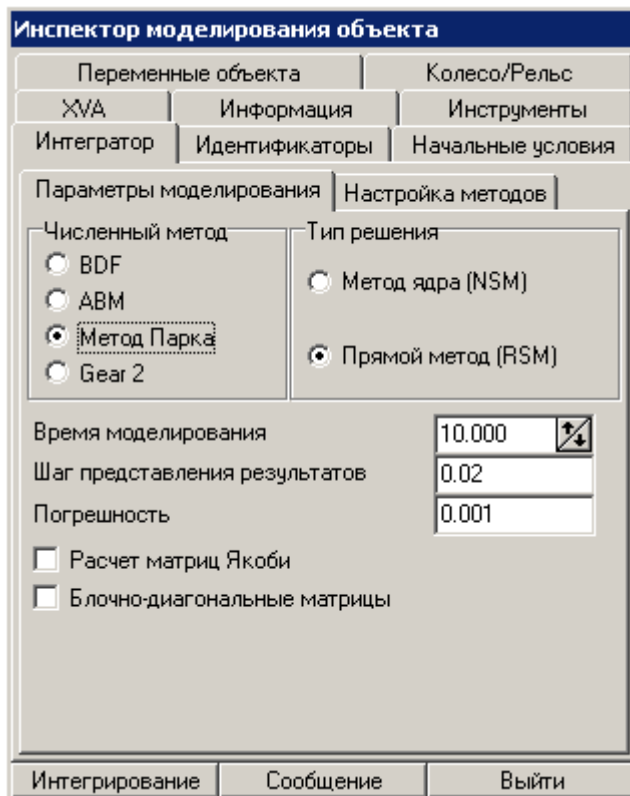 Инспектор моделирования объекта
Переменные объекта Колесо/Рельс
XVA Информация Инструменты
Интегратор Идентификаторы Начальные условия
Параметры моделирования Настройка методов
Численный метод Тип решения
BDF
Метод ядра (NSM)
ABM
Метод Парка
Прямой метод (RSM)
Gear 2
Время моделирования 10.000
Шаг представления результатов 0.02
Погрешность 0.001
Расчет матриц Якоби
Блочно-диагональные матрицы
Интегрирование Сообщение Выйти